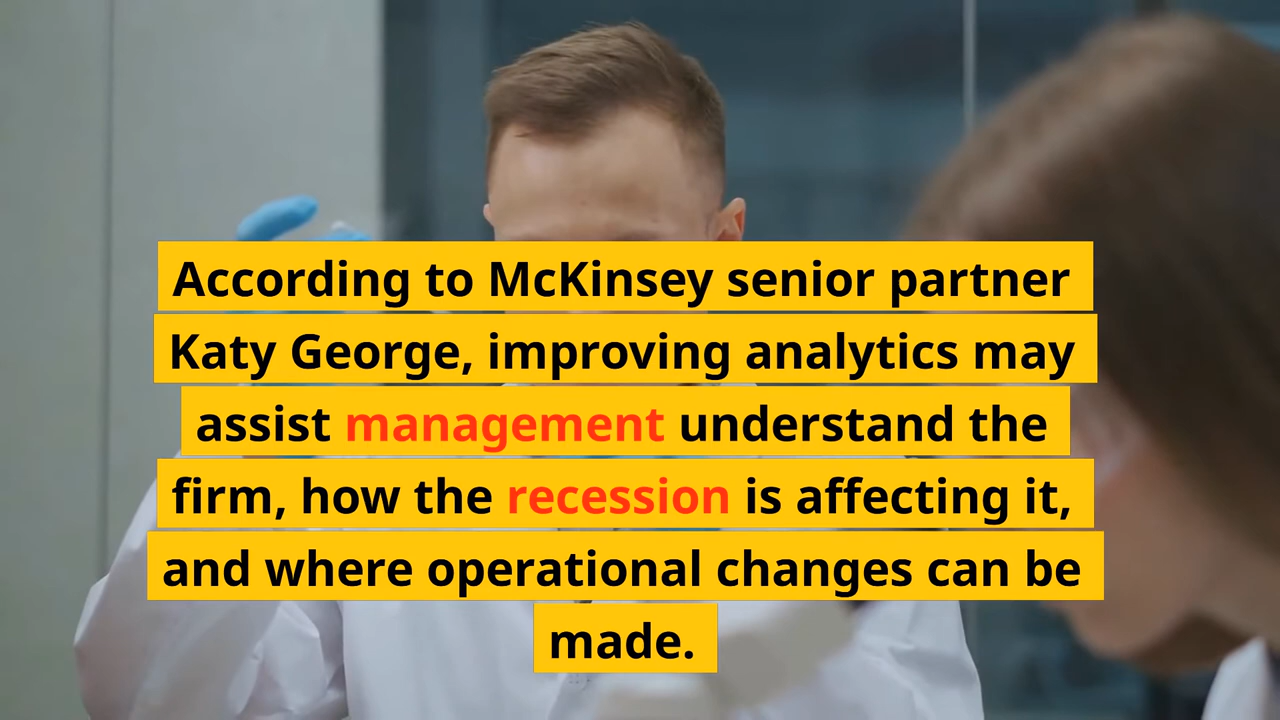 According to McKinsey senior partner
Katy George, improving analytics may
assist management understand the
firm, how the recession is affecting it,
and where operational changes can be
made.